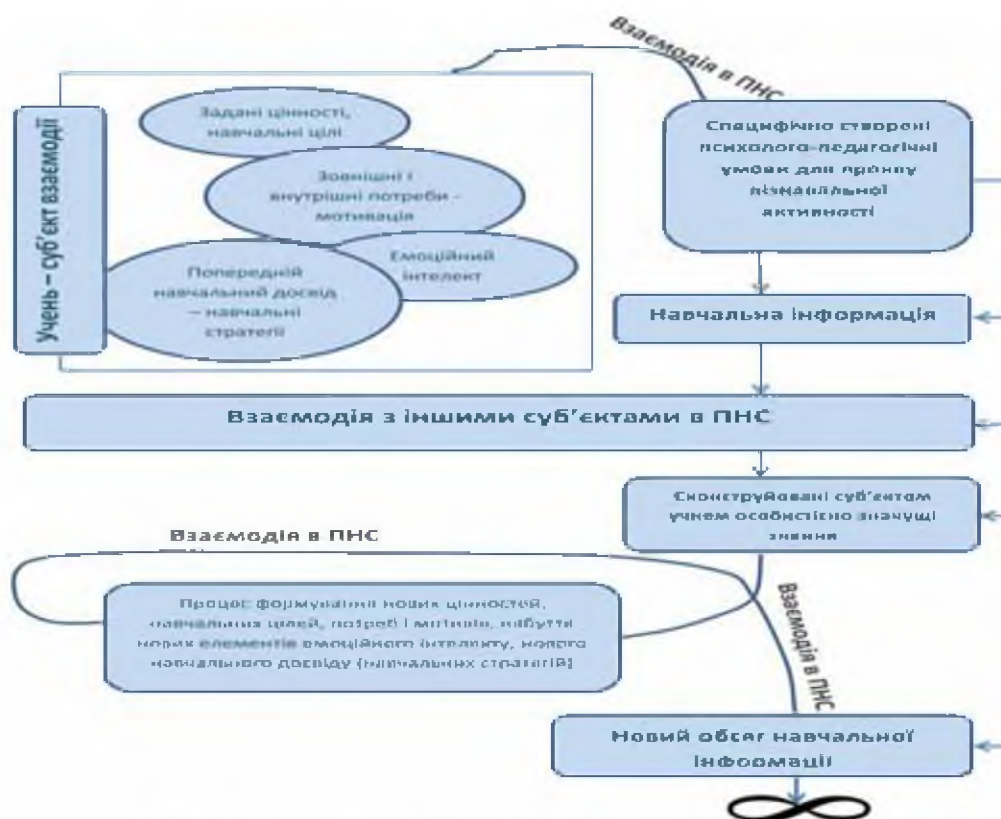 Взаємодія в ПНС
Учень – суб'єкт взаємодії
Задані цінності,
навчальні цілі
Зовнішні і
внутрішні потреби -
мотивація
Емоційний
інтелект
Попередній
навчальний досвід
– навчальні
стратегії
Специфічно створені
психолого-педагогічні
умов для прояву
пізнавальної
активності
Навчальна інформація
Взаємодія з іншими суб'єктами в ПНС
Сконструйовані суб'єктом
учнем особистісно значущі
знання
Взаємодія в ПНС
Процес формування нових цінностей,
навчальних цілей, потреб і мотивів, набуття
нових елементів емоційного інтелекту, нового
навчального досвіду (навчальних стратегій)
Взаємодія в ПНС
Новий обсяг навчальної
інформації